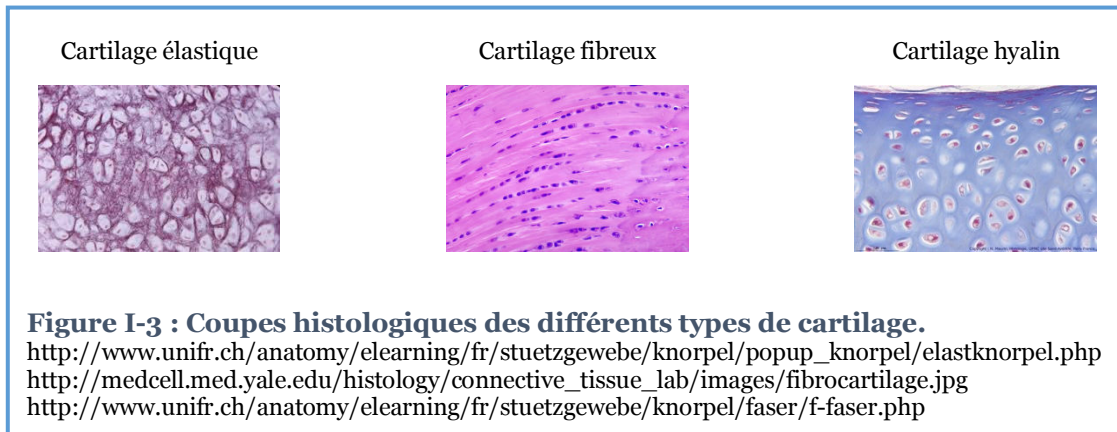 Cartilage élastique
Cartilage fibreux
Cartilage hyalin
Figure I-3 : Coupes histologiques des différents types de cartilage.
http://www.unifr.ch/anatomy/elearning/fr/stuetzgewebe/knorpel/popup_knorpel/elastknorpel.php
http://medcell.med.yale.edu/histology/connective_tissue_lab/images/fibrocartilage.jpg
http://www.unifr.ch/anatomy/elearning/fr/stuetzgewebe/knorpel/faser/f-faser.php